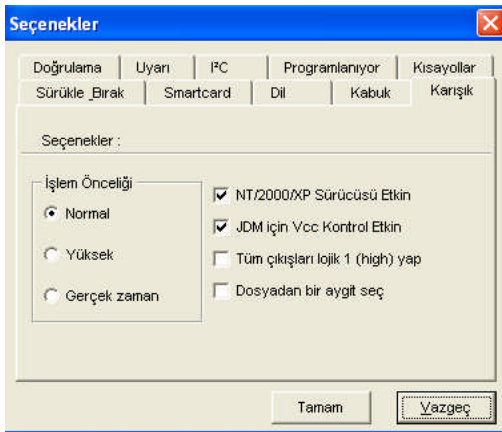 Seçenekler
Doğrulama Uyarı I²C Programlanıyor Kısayollar
Sürükle_Bırak Smartcard Dil Kabuk Karışık
Seçenekler :
İşlem Önceliği
Normal
Yüksek
Gerçek zaman
NT/2000/XP Sürücüsü Etkin
JDM için Vcc Kontrol Etkin
Tüm çıkışları lojik 1 (high) yap
Dosyadan bir aygit seç
Tamam Vazgeç